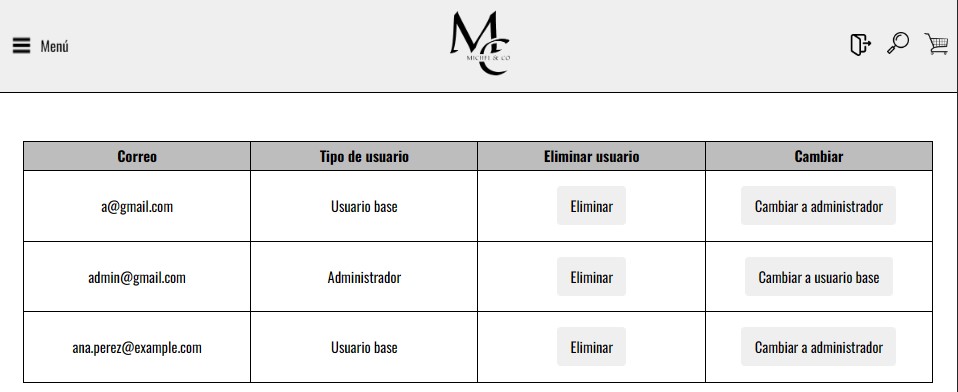 Menú
MC
MICHEL DE CO
Correo Tipo de usuario Eliminar usuario Cambiar
a@gmail.com Usuario base Eliminar Cambiar a administrador
admin@gmail.com Administrador Eliminar Cambiar a usuario base
ana.perez@example.com Usuario base Eliminar Cambiar a administrador